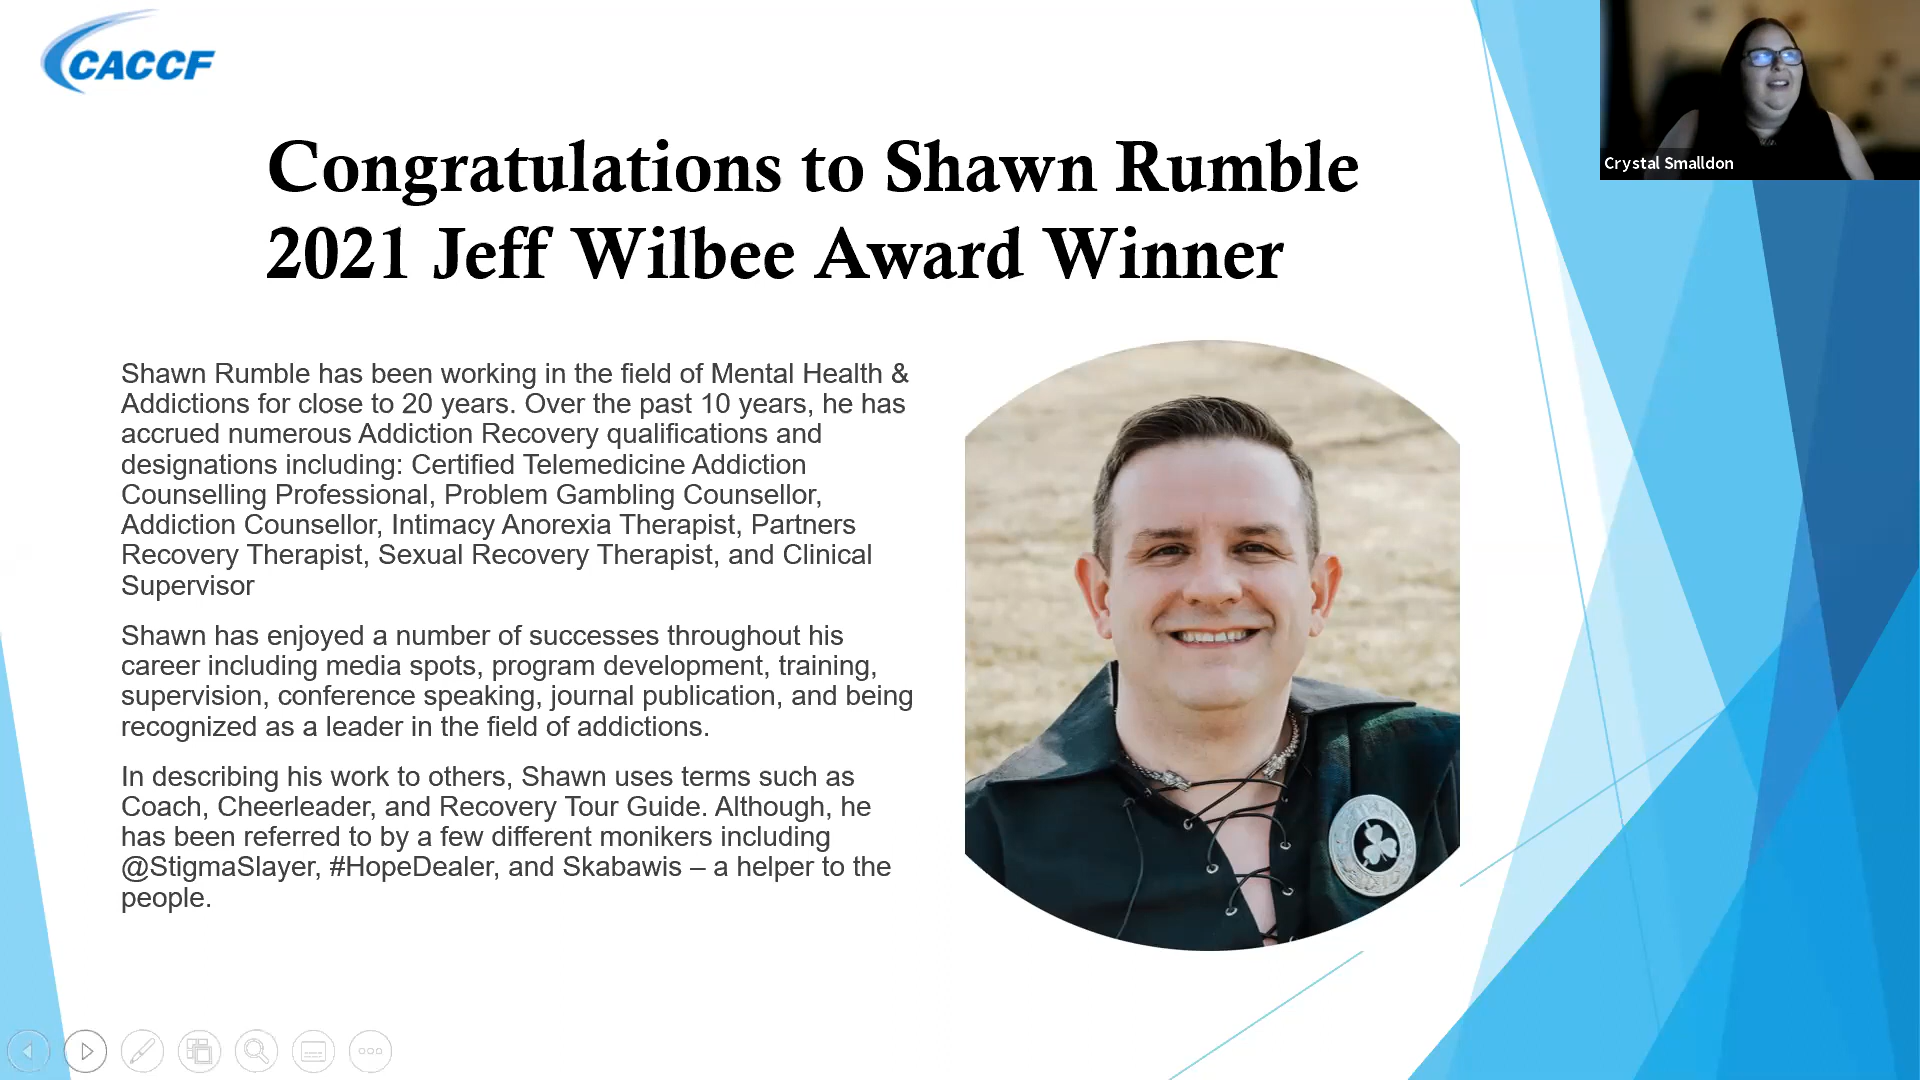 CACCF
Crystal Smalldon
Congratulations to Shawn Rumble
2021 Jeff Wilbee Award Winner
Shawn Rumble has been working in the field of Mental Health &
Addictions for close to 20 years. Over the past 10 years, he has
accrued numerous Addiction Recovery qualifications and
designations including: Certified Telemedicine Addiction
Counselling Professional, Problem Gambling Counsellor,
Addiction Counsellor, Intimacy Anorexia Therapist, Partners
Recovery Therapist, Sexual Recovery Therapist, and Clinical
Supervisor
Shawn has enjoyed a number of successes throughout his
career including media spots, program development, training,
supervision, conference speaking, journal publication, and being
recognized as a leader in the field of addictions.
In describing his work to others, Shawn uses terms such as
Coach, Cheerleader, and Recovery Tour Guide. Although, he
has been referred to by a few different monikers including
@StigmaSlayer, #HopeDealer, and Skabawis – a helper to the
people.